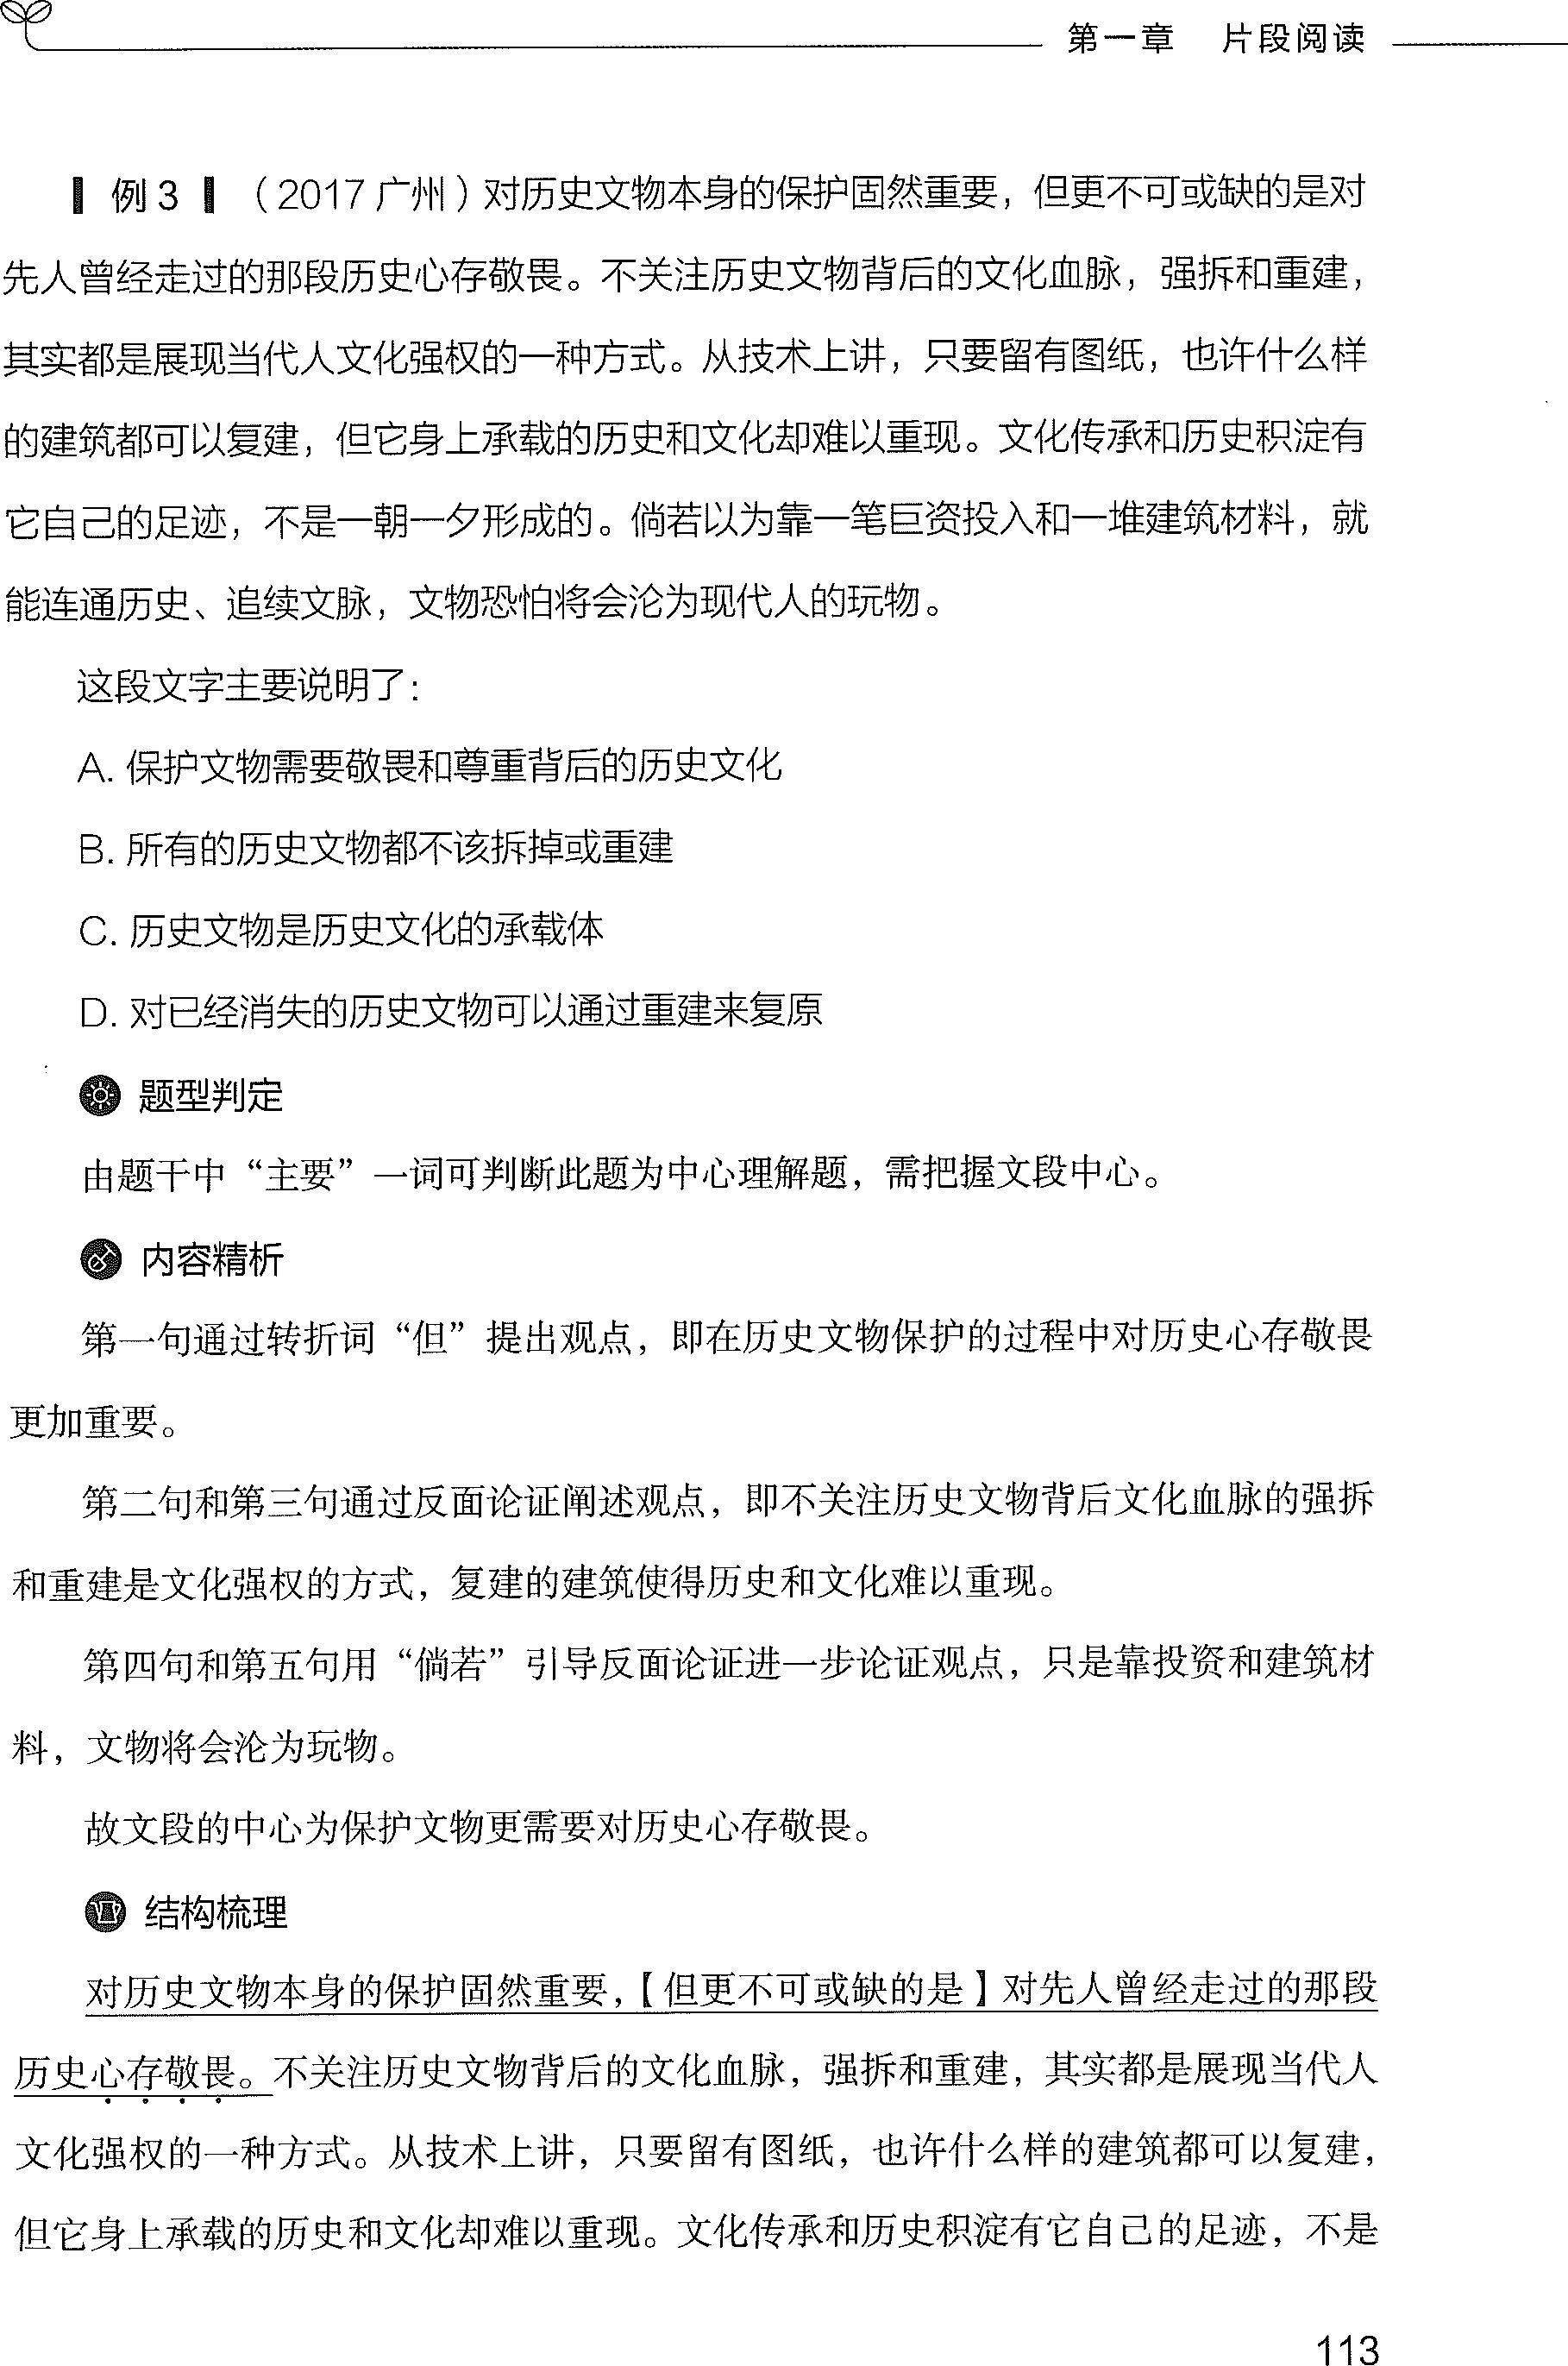 第一章 片段阅读
例3 （2017广州）对历史文物本身的保护固然重要，但更不可或缺的是对
先人曾经走过的那段历史心存敬畏。不关注历史文物背后的文化血脉，强拆和重建，
其实都是展现当代人文化强权的一种方式。从技术上讲，只要留有图纸，也许什么样
的建筑都可以复建，但它身上承载的历史和文化却难以重现。文化传承和历史积淀有
它自己的足迹，不是一朝一夕形成的。倘若以为靠一笔巨资投入和一堆建筑材料，就
能连通历史、追续文脉，文物恐怕将会沦为现代人的玩物。
这段文字主要说明了：
A. 保护文物需要敬畏和尊重背后的历史文化
B. 所有的历史文物都不该拆掉或重建
C. 历史文物是历史文化的承载体
D. 对已经消失的历史文物可以通过重建来复原
题型判定
由题干中“主要”一词可判断此题为中心理解题，需把握文段中心。
内容精析
第一句通过转折词“但”提出观点，即在历史文物保护的过程中对历史心存敬畏
更加重要。
第二句和第三句通过反面论证阐述观点，即不关注历史文物背后文化血脉的强拆
和重建是文化强权的方式，复建的建筑使得历史和文化难以重现。
第四句和第五句用“倘若”引导反面论证进一步论证观点，只是靠投资和建筑材
料，文物将会沦为玩物。
故文段的中心为保护文物更需要对历史心存敬畏。
结构梳理
对历史文物本身的保护固然重要，【但更不可或缺的是】对先人曾经走过的那段
历史心存敬畏。不关注历史文物背后的文化血脉，强拆和重建，其实都是展现当代人
文化强权的一种方式。从技术上讲，只要留有图纸，也许什么样的建筑都可以复建，
但它身上承载的历史和文化却难以重现。文化传承和历史积淀有它自己的足迹，不是
113